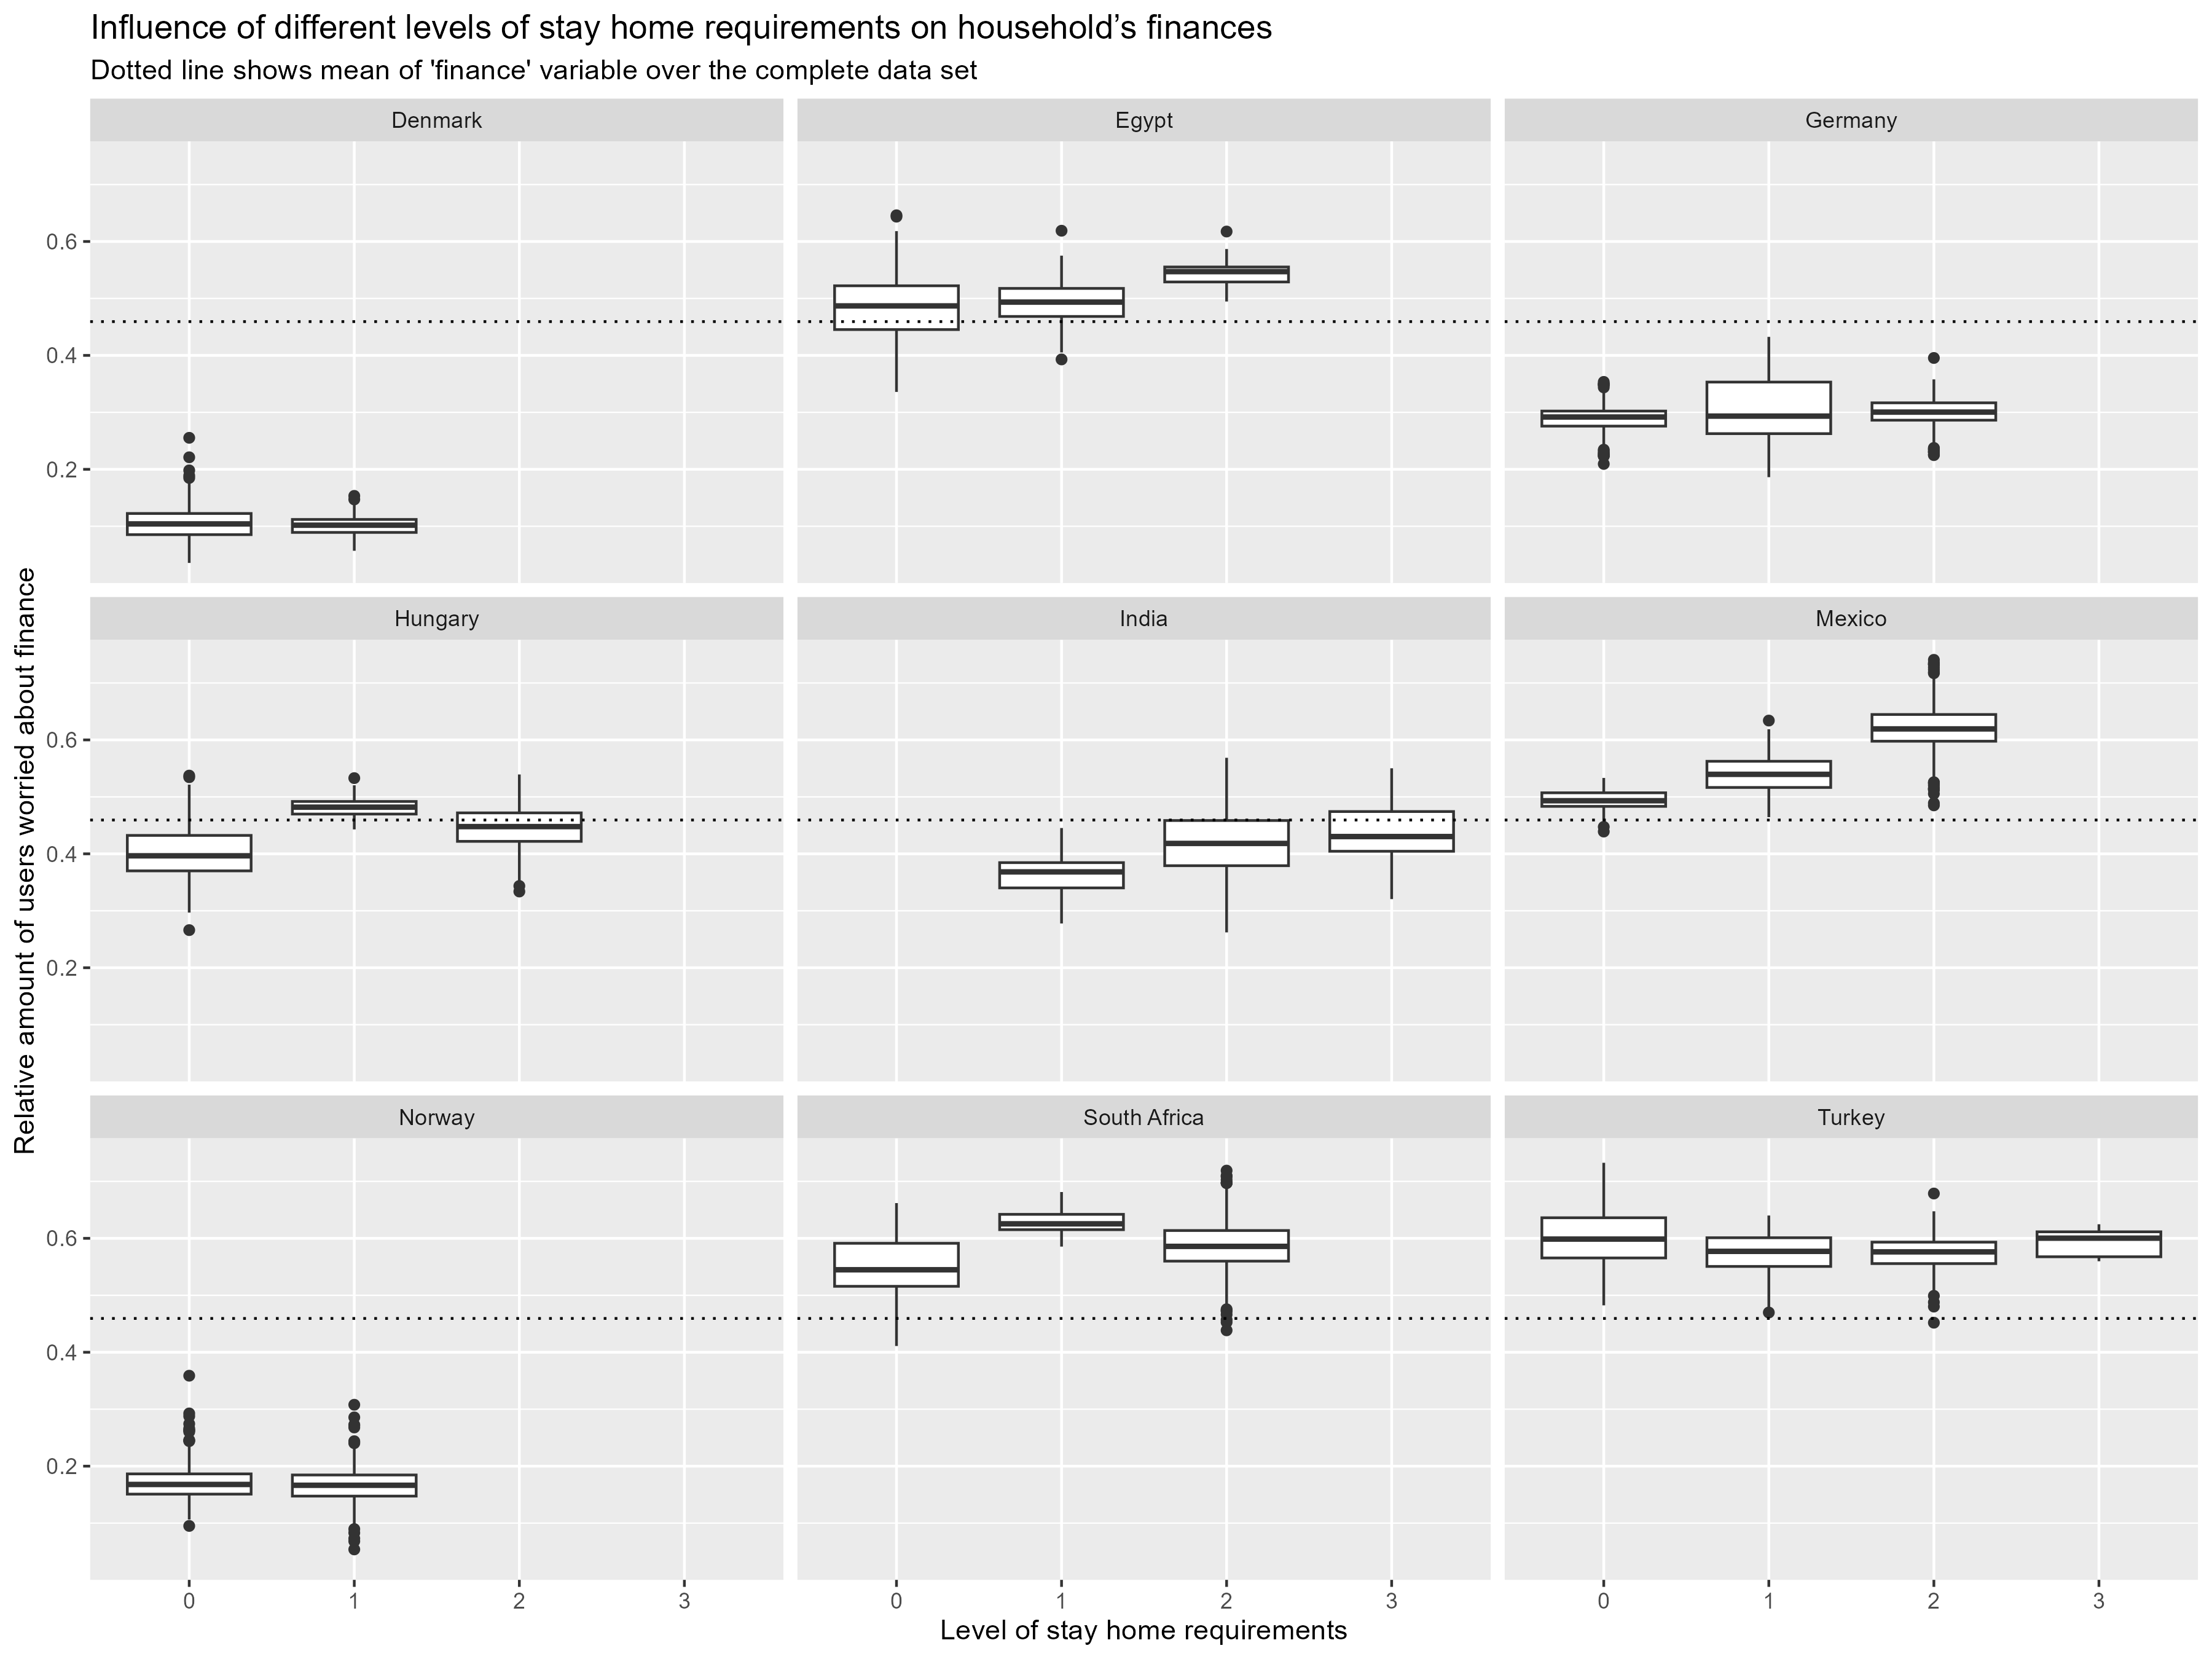 Influence of different levels of stay home requirements on household’s finances
Dotted line shows mean of 'finance' variable over the complete data set
Denmark
Egypt
Germany
0.6
0.4
0.2
Hungary
India
Mexico
0.6
0.4
0.2
Norway
South Africa
Turkey
0.6
0.4
0.2
0 1 2 3
0 1 2 3
0 1 2 3
Level of stay home requirements
Relative amount of users worried about finance